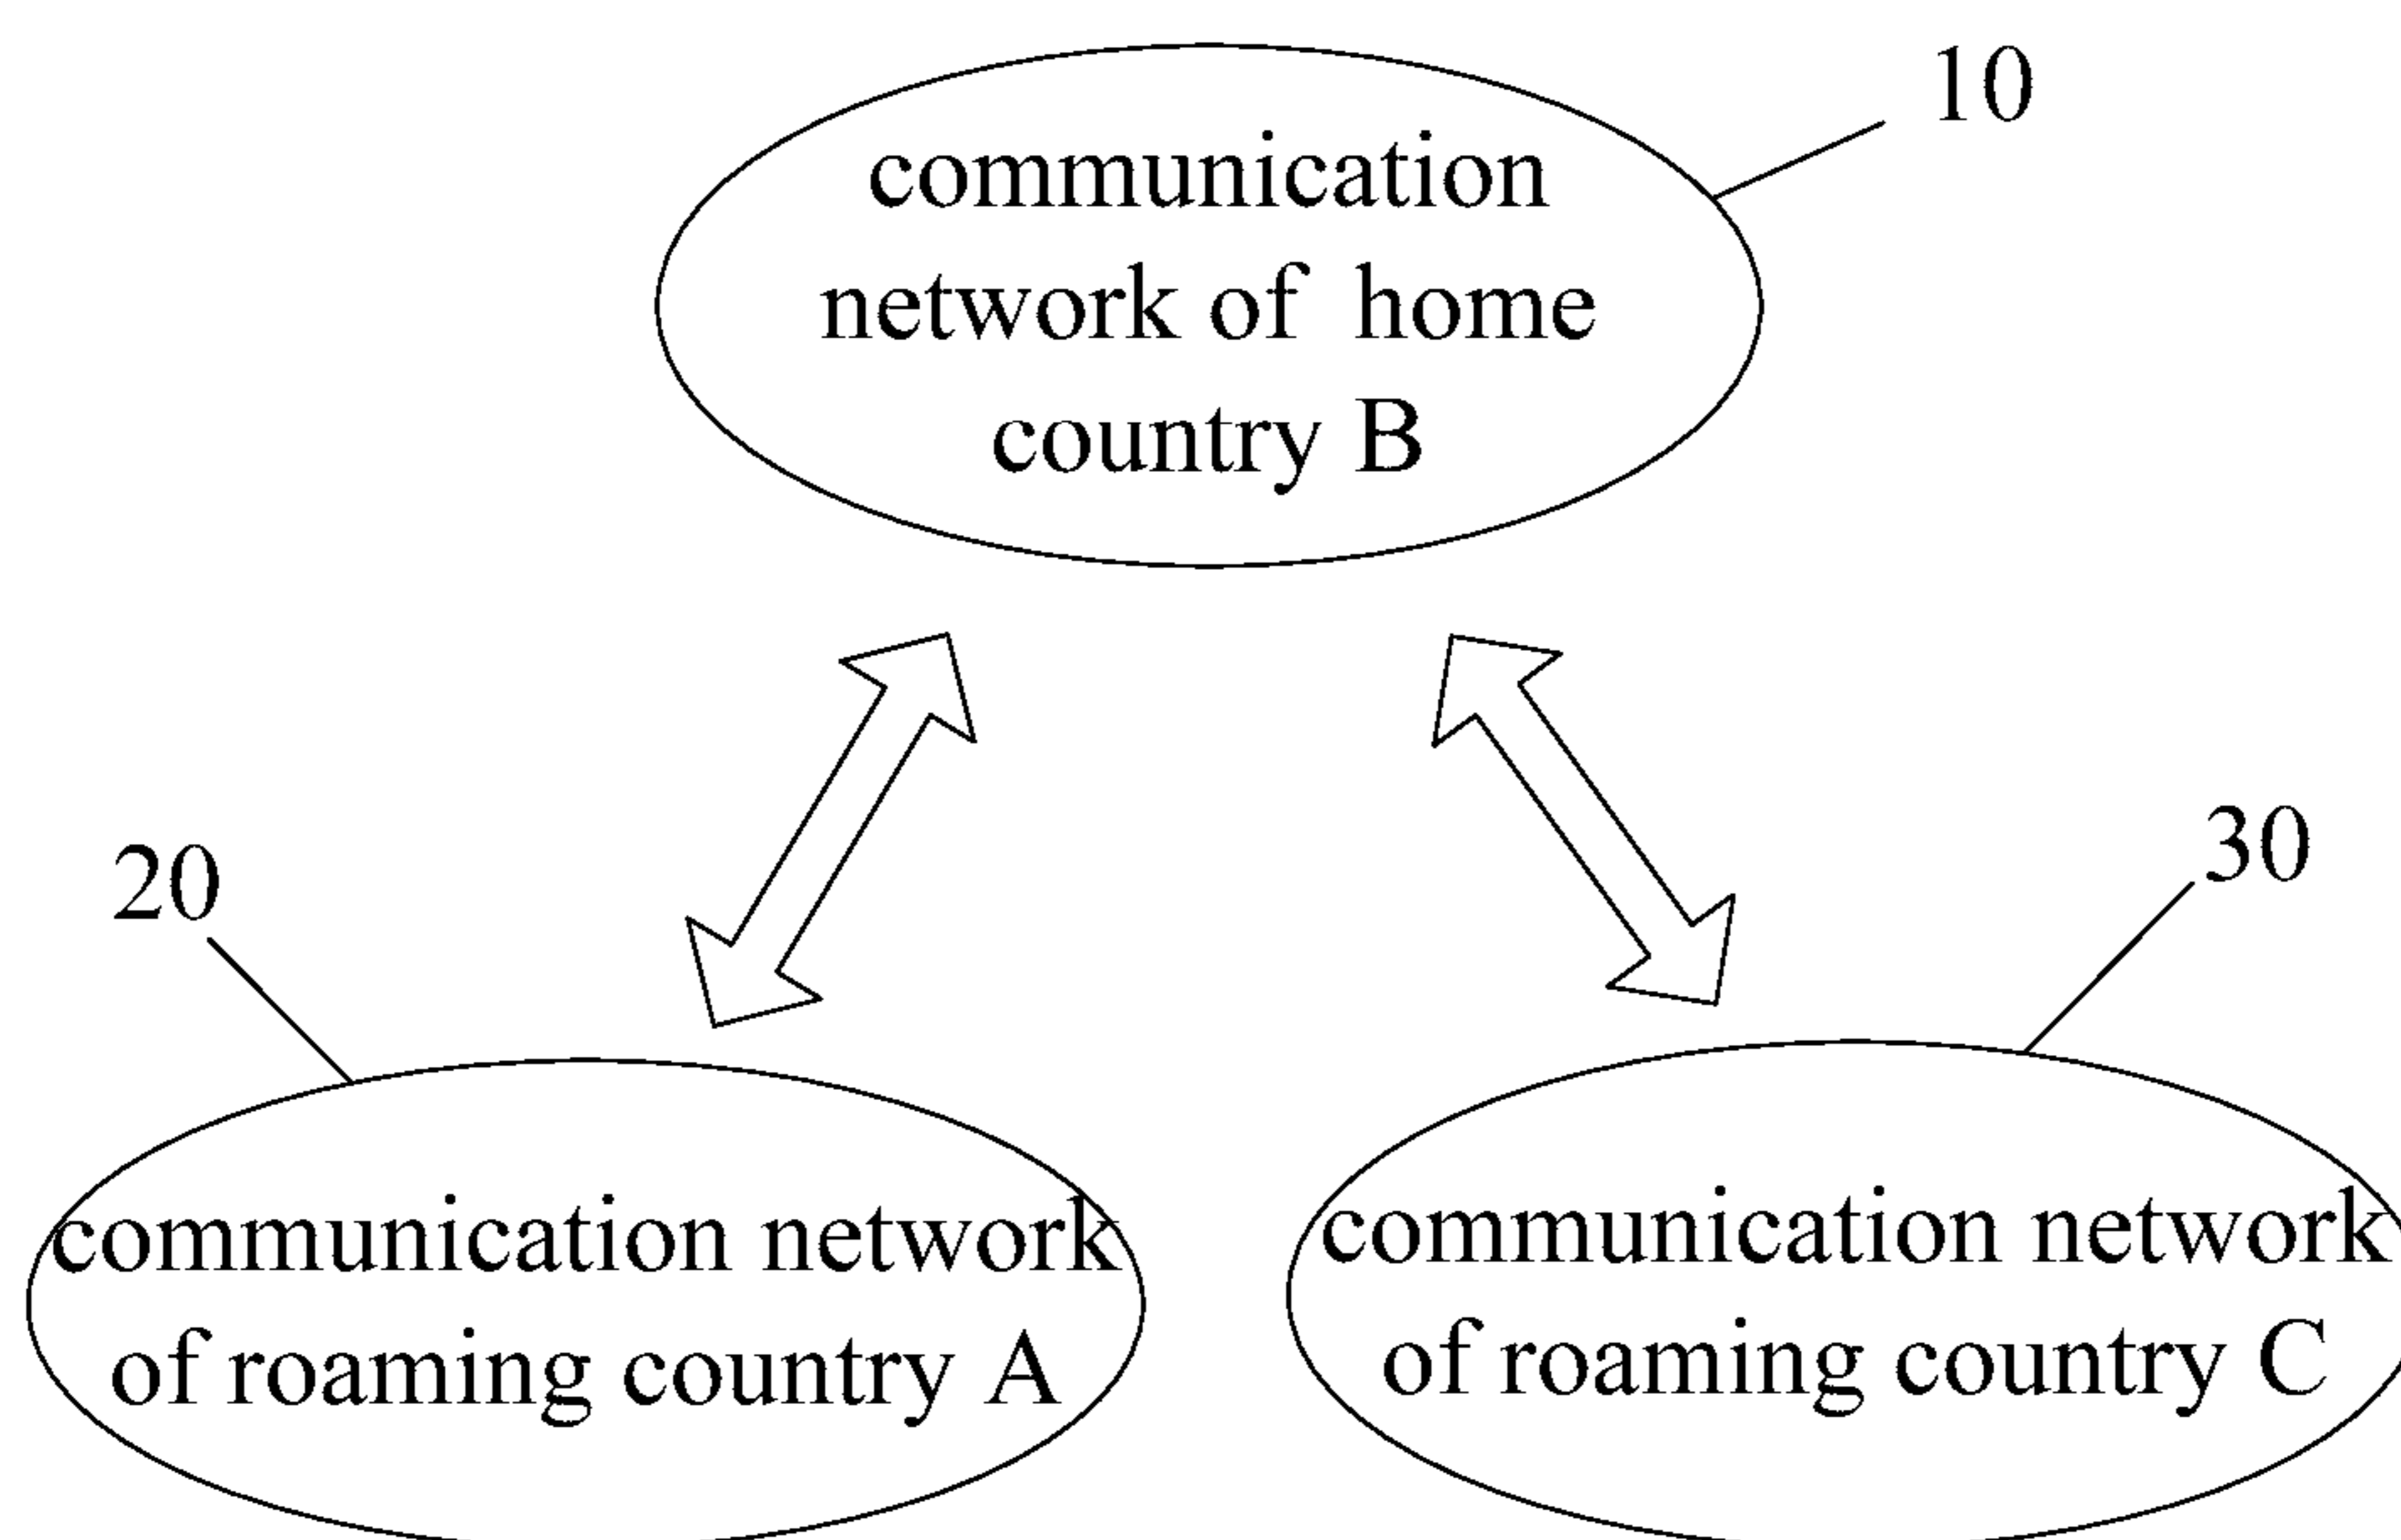 10
communication
network of home
country B
20
30
communication network
of roaming country A
communication network
of roaming country C